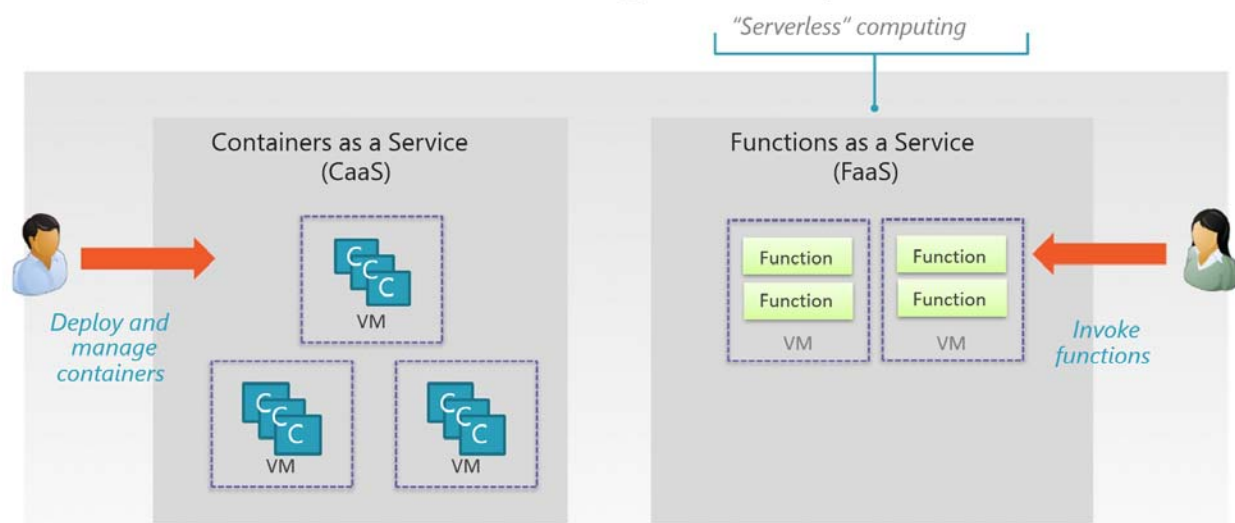 "Serverless" computing
Containers as a Service
(CaaS)
Functions as a Service
(FaaS)
C
C
C
VM
Deploy and
manage
containers
C
C
C
VM
C
C
C
VM
Function
Function
VM
Function
Function
VM
Invoke
functions